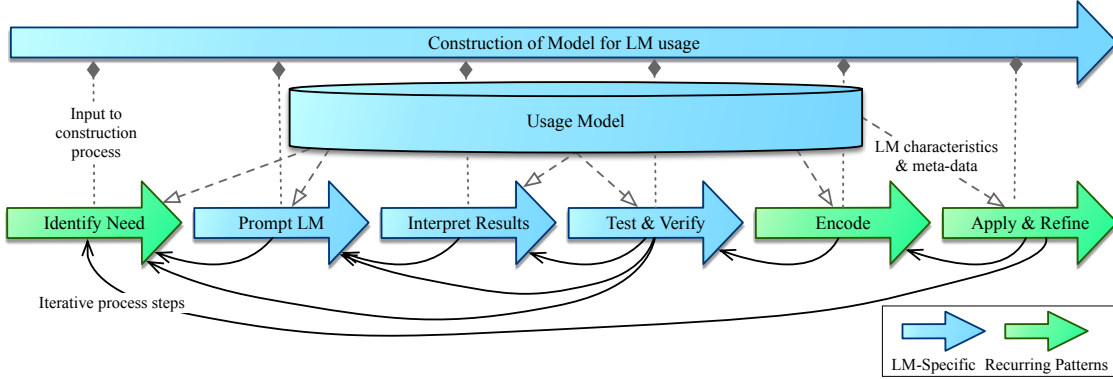 Construction of Model for LM usage
Input to
construction
process
Usage Model
LM characteristics
& meta-data
Identify Need
Prompt LM
Interpret Results
Test & Verify
Encode
Apply & Refine
Iterative process steps
LM-Specific
Recurring Patterns